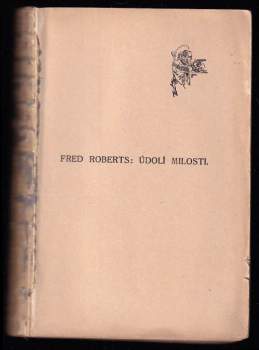 FRED ROBERTS: ÚDOLÍ MILOSTI.